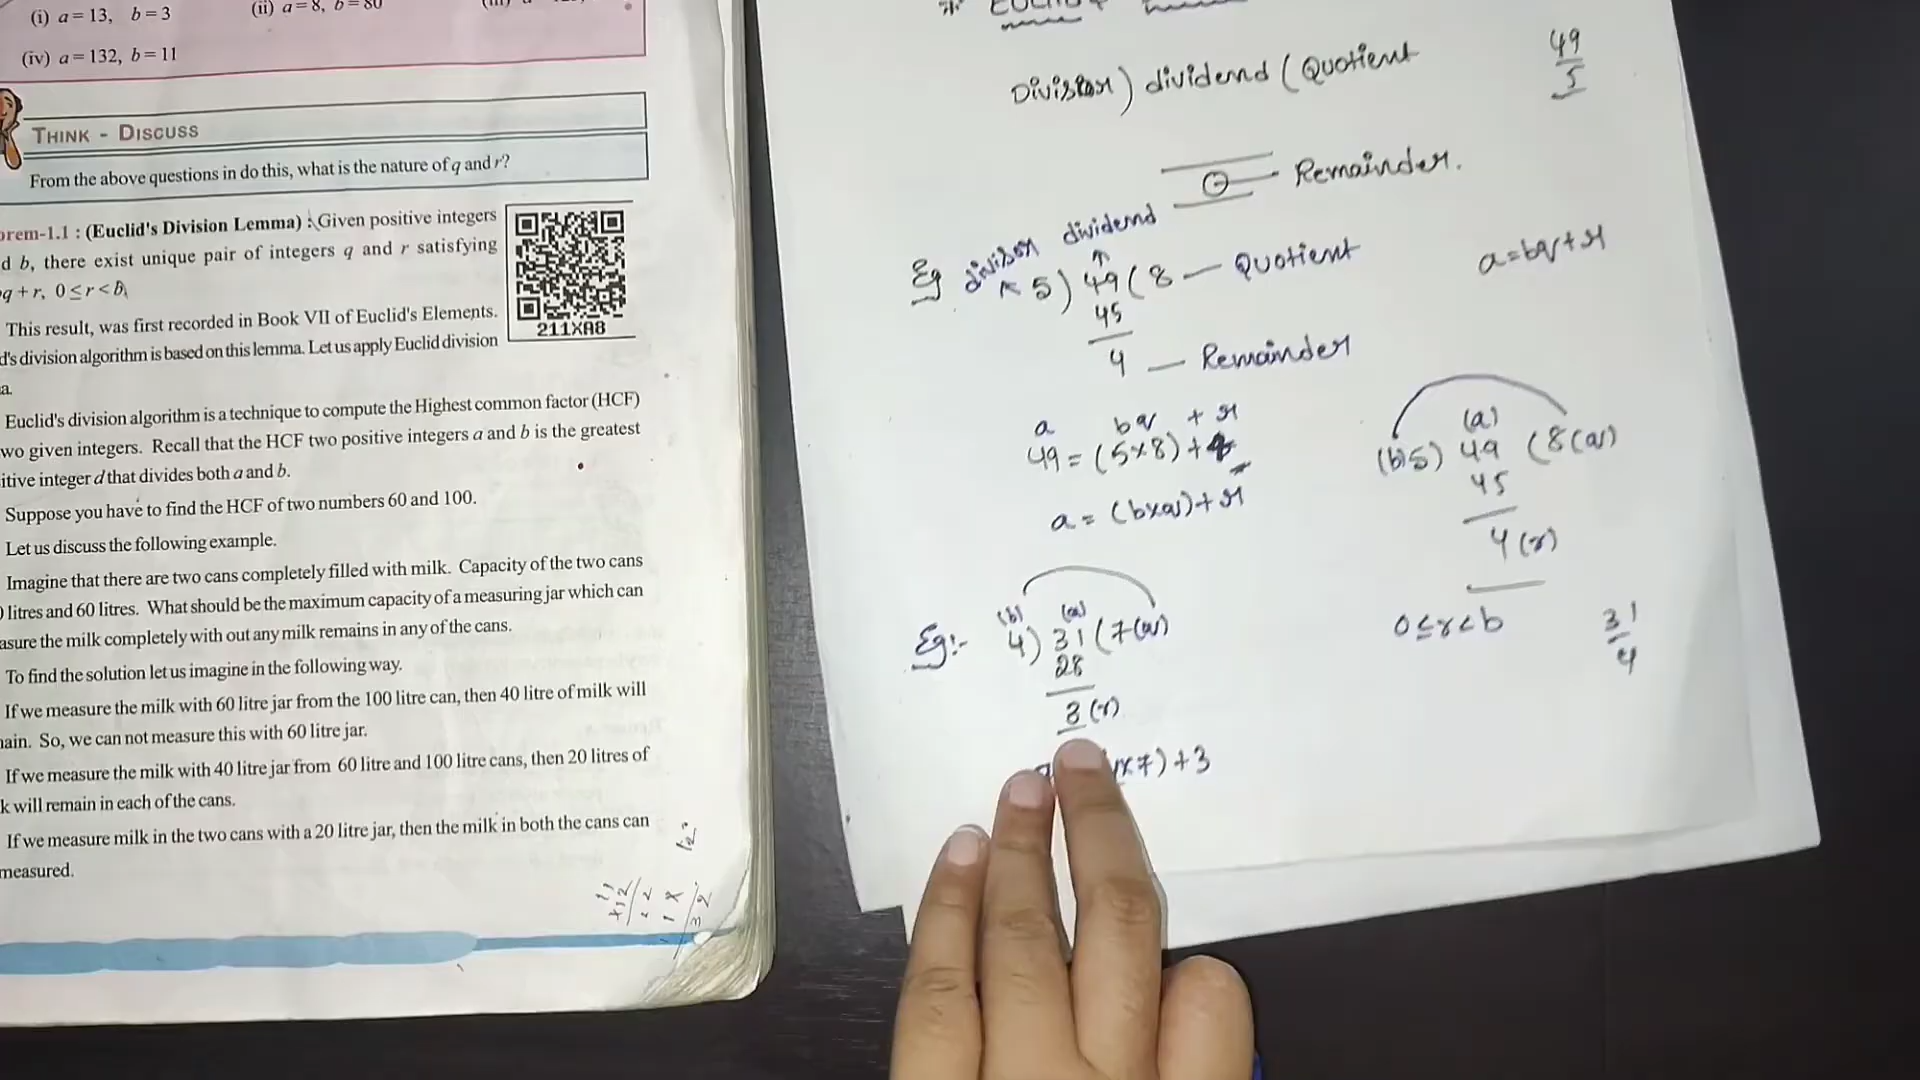 (i) a = 13, b = 3
(ii) a = 8, b = 80
(iv) a = 132, b = 11
THINK - DISCUSS
From the above questions in do this, what is the nature of q and r?
orem-1.1 : (Euclid's Division Lemma) : Given positive integers
d b, there exist unique pair of integers q and r satisfying
q + r, 0 ≤ r < b
This result, was first recorded in Book VII of Euclid's Elements.
d's division algorithm is based on this lemma. Let us apply Euclid division
a.
211XA8
Euclid's division algorithm is a technique to compute the Highest common factor (HCF)
wo given integers. Recall that the HCF two positive integers a and b is the greatest
itive integer d that divides both a and b.
Suppose you have to find the HCF of two numbers 60 and 100.
Let us discuss the following example.
Imagine that there are two cans completely filled with milk. Capacity of the two cans
litres and 60 litres. What should be the maximum capacity of a measuring jar which can
asure the milk completely with out any milk remains in any of the cans.
To find the solution let us imagine in the following way.
If we measure the milk with 60 litre jar from the 100 litre can, then 40 litre of milk will
ain. So, we can not measure this with 60 litre jar.
If we measure the milk with 40 litre jar from 60 litre and 100 litre cans, then 20 litres of
k will remain in each of the cans.
If we measure milk in the two cans with a 20 litre jar, then the milk in both the cans can
measured.
Division) dividend (Quotient
49
5
Remainder.
division dividend
Eg 5) 49 (8 — Quotient
45
4 — Remainder
a = bq + r
a bq + r
49 = (5×8) + 4
a = (b×q) + r
(a)
(b) 5) 49 (8 (q)
45
4 (r)
0 ≤ r < b
31
4
(b) (a)
Eg:- 4) 31 (7 (q)
28
3 (r)
×7) + 3